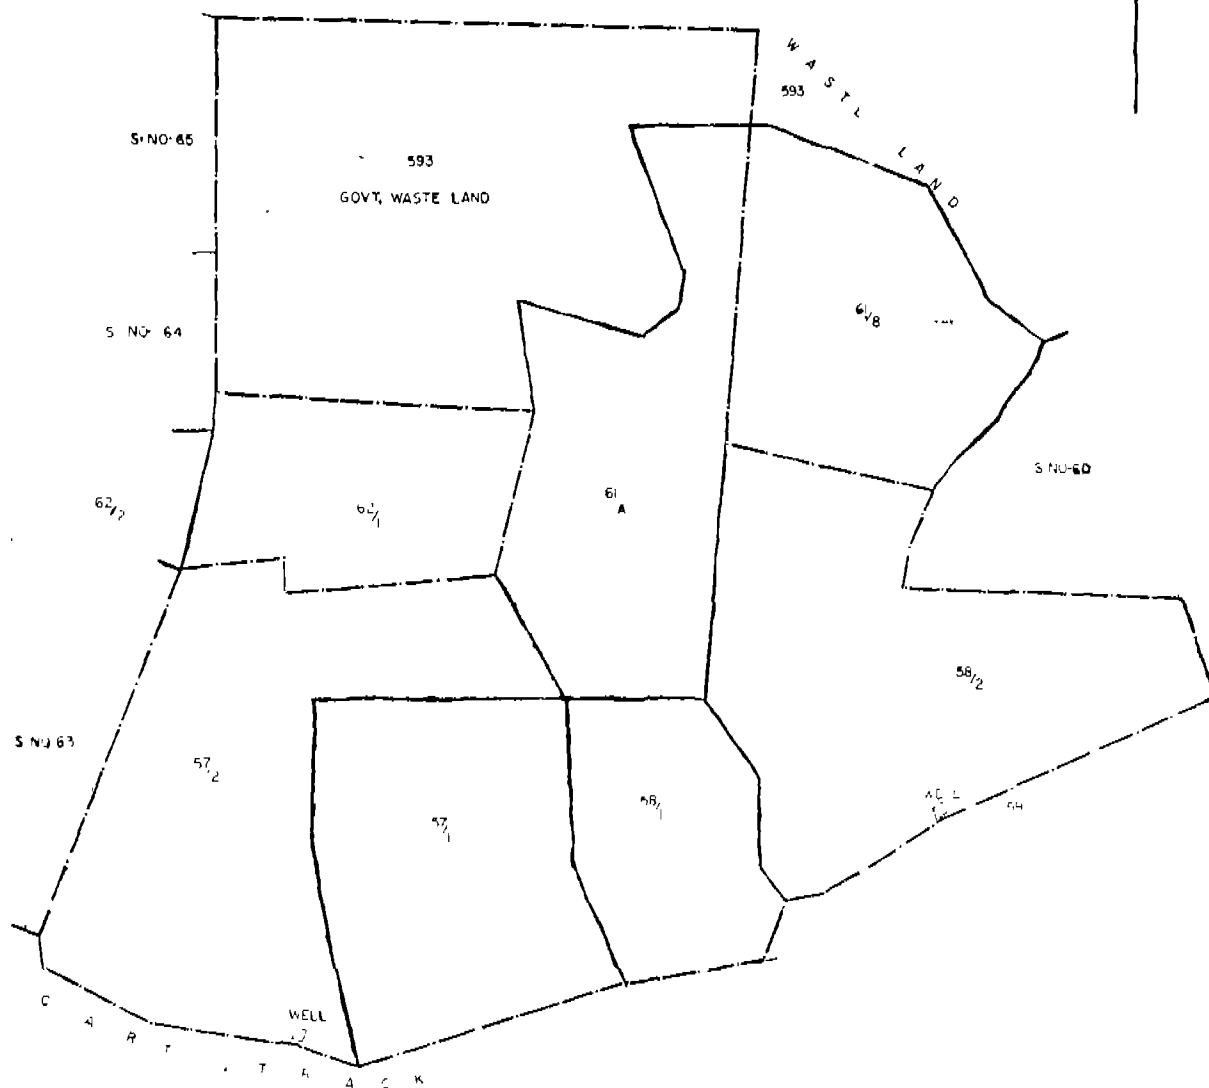 WASTE LAND
593
S.NO.65
593
GOVT, WASTE LAND
61/8
S NO 64
S NO-60
62/2
62/1
61
A
58/2
S NO 63
57/2
57/1
58/1
WELL
CART TRACK